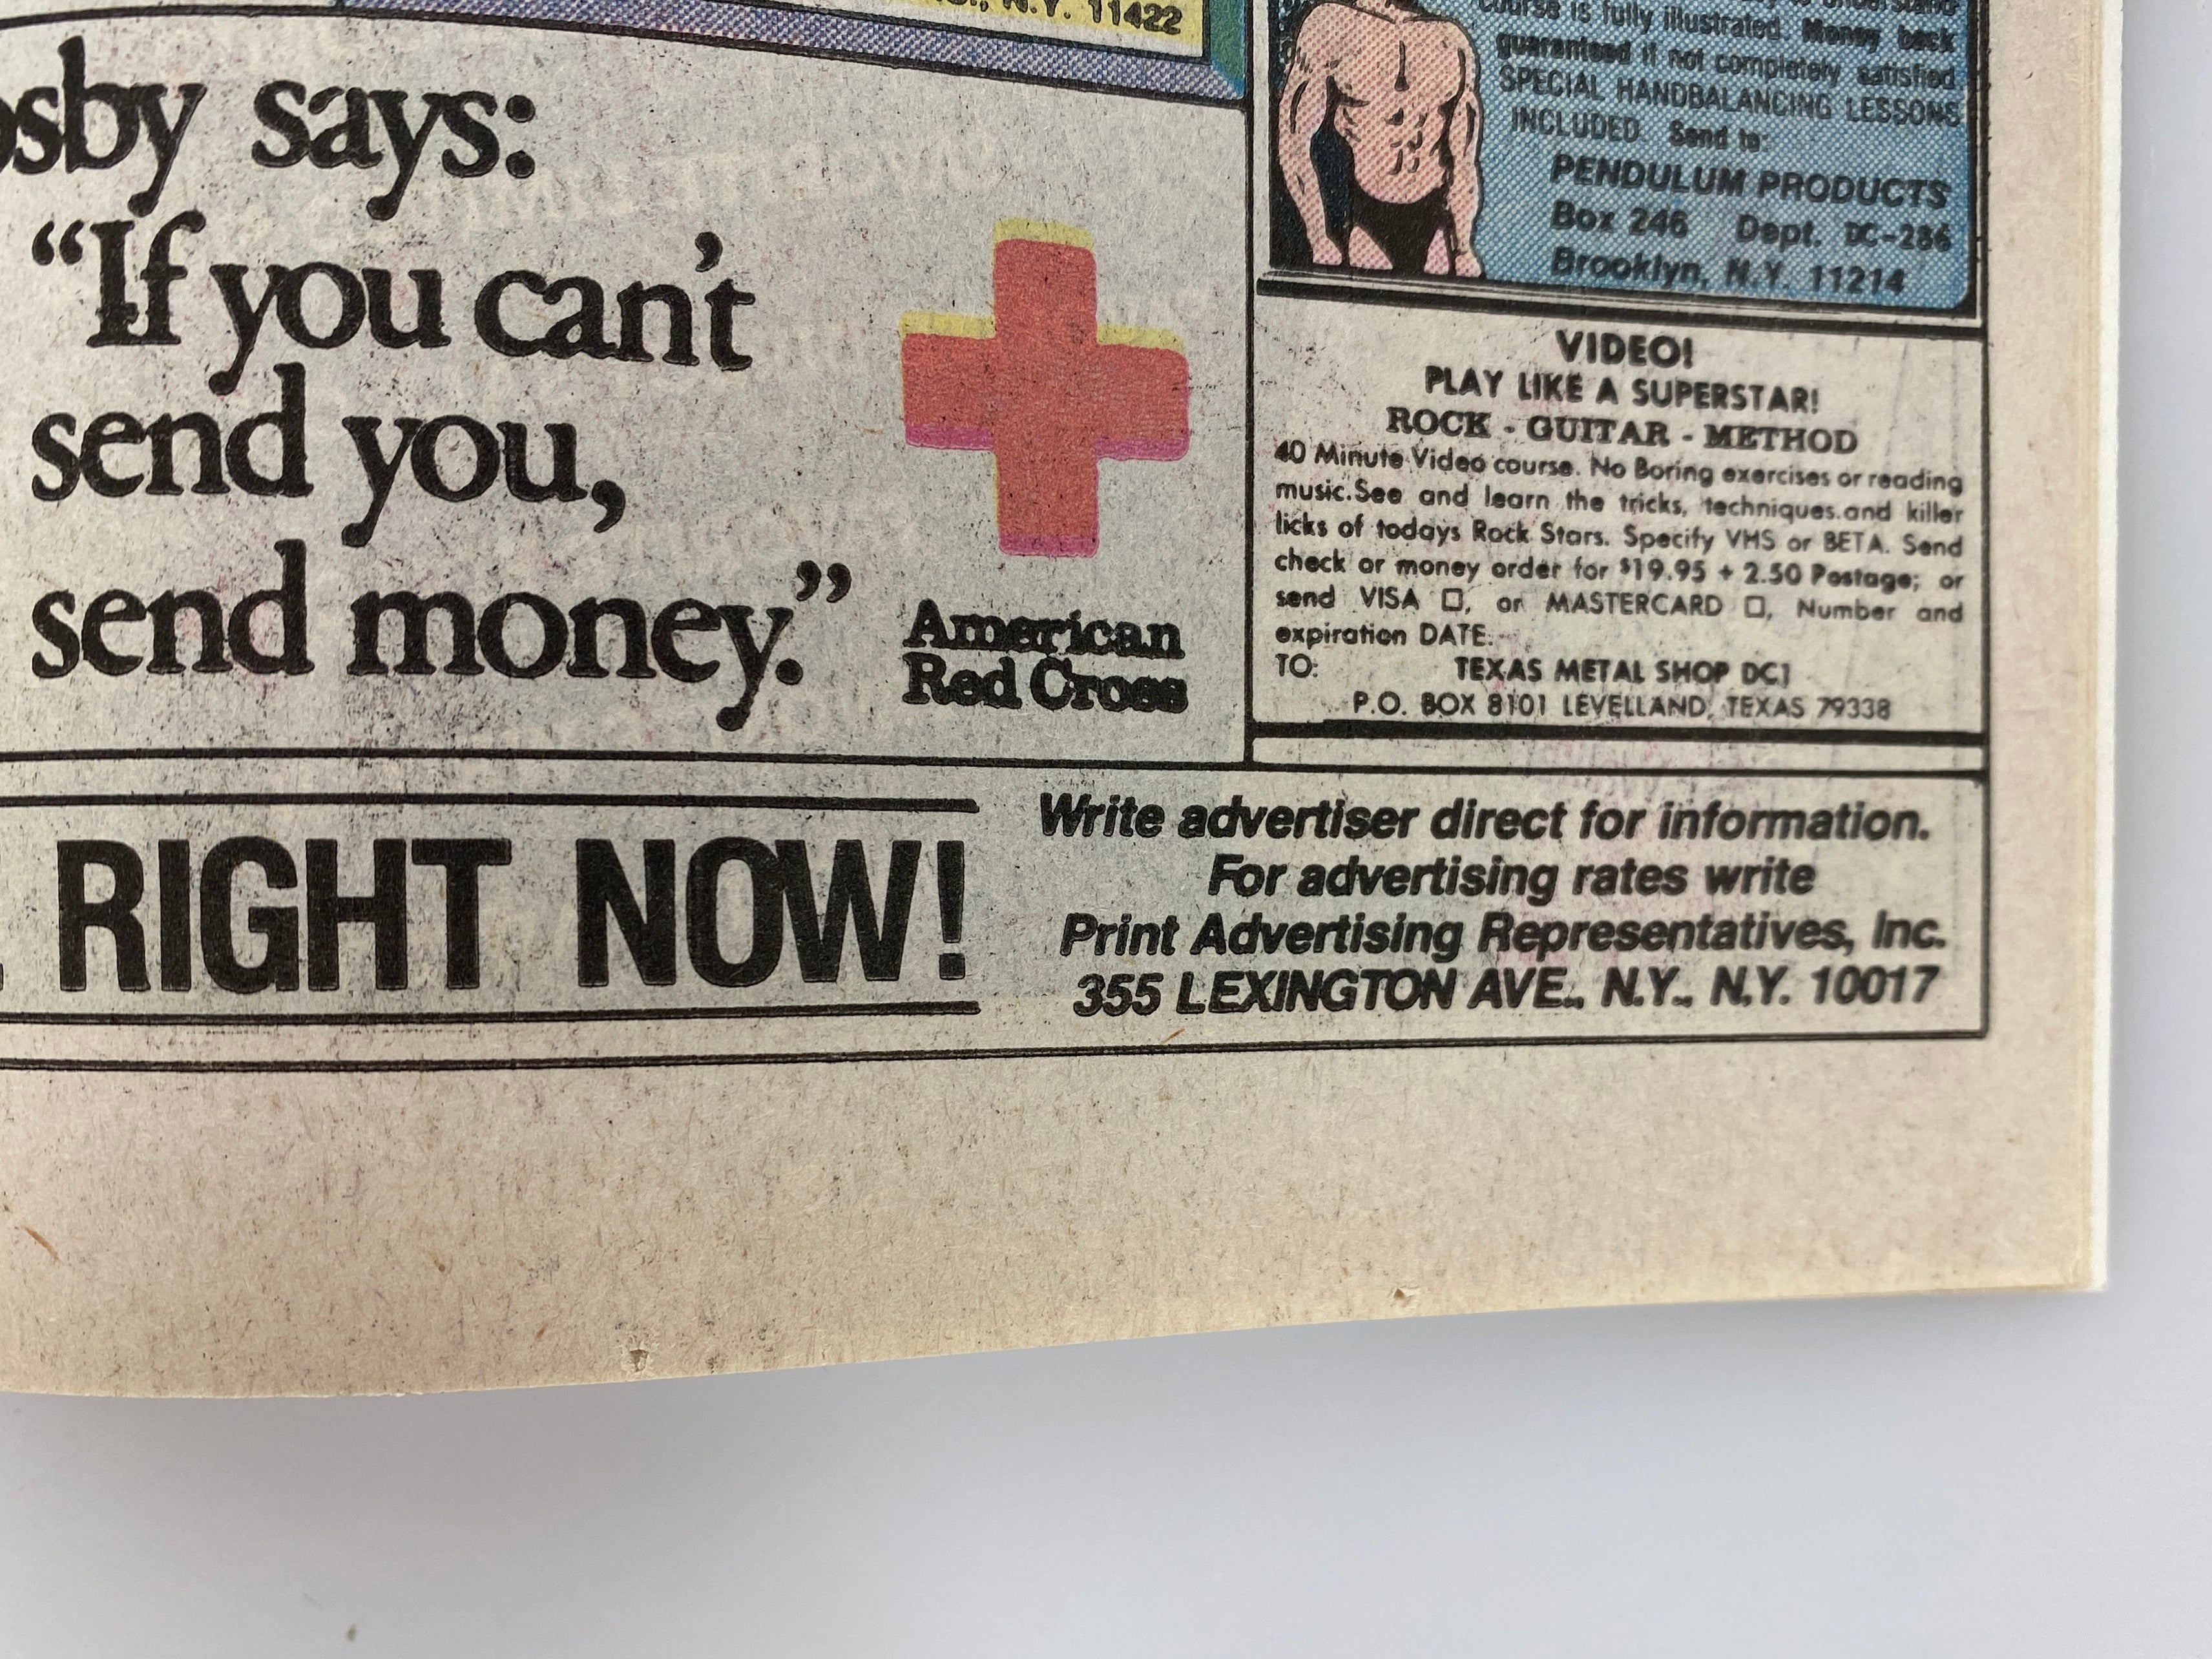 N.Y. 11422
says:
"If you can't
send you,
send money."
American
Red Cross
course is fully illustrated. Money back
guaranteed if not completely satisfied
SPECIAL HANDBALANCING LESSONS
INCLUDED. Send to:
PENDULUM PRODUCTS
Box 246 Dept. DC-286
Brooklyn, N.Y. 11214
VIDEO!
PLAY LIKE A SUPERSTAR!
ROCK - GUITAR - METHOD
40 Minute Video course. No Boring exercises or reading
music.See and learn the tricks, techniques.and killer
licks of todays Rock Stars. Specify VHS or BETA. Send
check or money order for $19.95 + 2.50 Postage; or
send VISA ☐, or MASTERCARD ☐, Number and
expiration DATE.
TO: TEXAS METAL SHOP DC1
P.O. BOX 8101 LEVELLAND, TEXAS 79338
RIGHT NOW!
Write advertiser direct for information.
For advertising rates write
Print Advertising Representatives, Inc.
355 LEXINGTON AVE., N.Y., N.Y. 10017